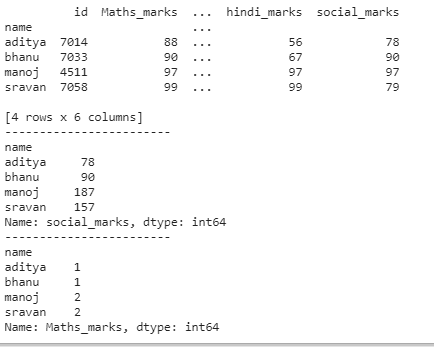 id Maths_marks ... hindi_marks social_marks
name ...
aditya 7014 88 ... 56 78
bhanu 7033 90 ... 67 90
manoj 4511 97 ... 97 97
sravan 7058 99 ... 99 79
[4 rows x 6 columns]
------------------------
name
aditya 78
bhanu 90
manoj 187
sravan 157
Name: social_marks, dtype: int64
------------------------
name
aditya 1
bhanu 1
manoj 2
sravan 2
Name: Maths_marks, dtype: int64